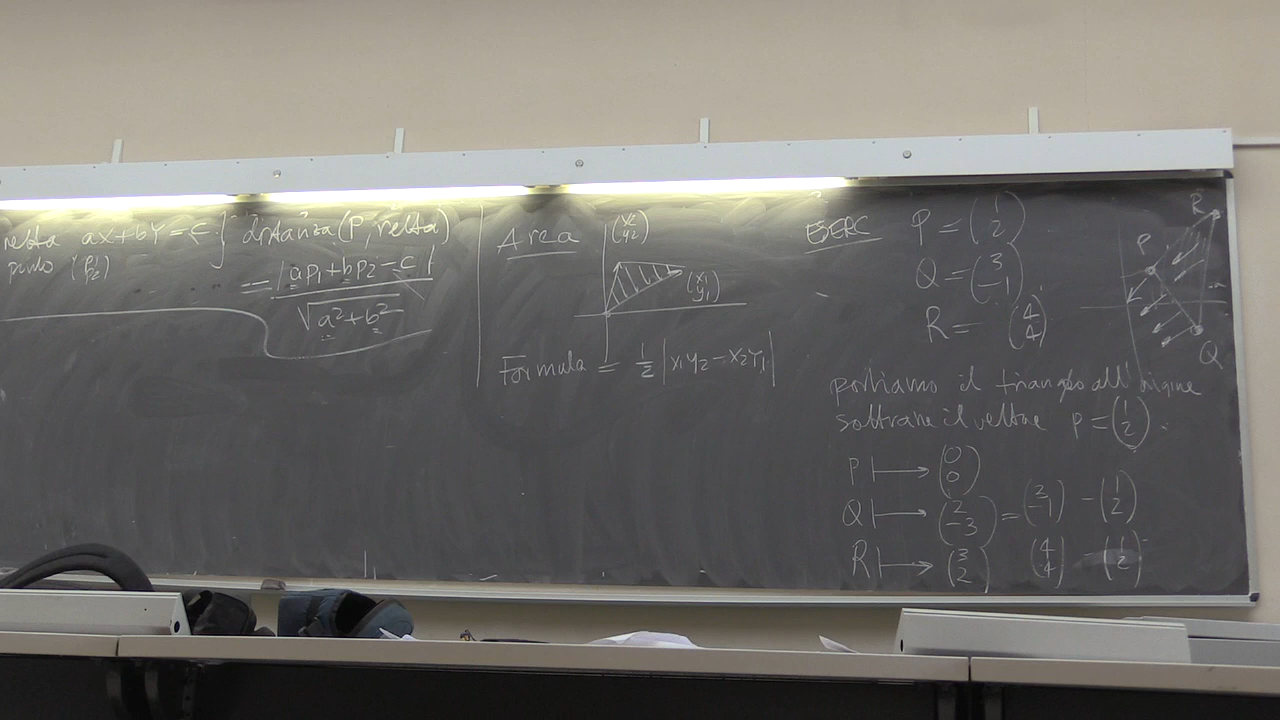 retta ax+by=c } distanza(P, retta)
punto (p1 p2)
= |ap1+bp2-c|
√a²+b²
Area
(x2 y2)
(x1 y1)
Formula = 1/2 |x1y2-x2y1|
ESERC P = (1 2)
Q = (3 -1)
R = (4 4)
R
P
Q
portiamo il triangolo all'origine
sottrarre il vettore p = (1 2).
P ↦ (0 0)
Q ↦ (2 -3) = (3 -1) - (1 2)
R ↦ (3 2) (4 4) - (1 2)